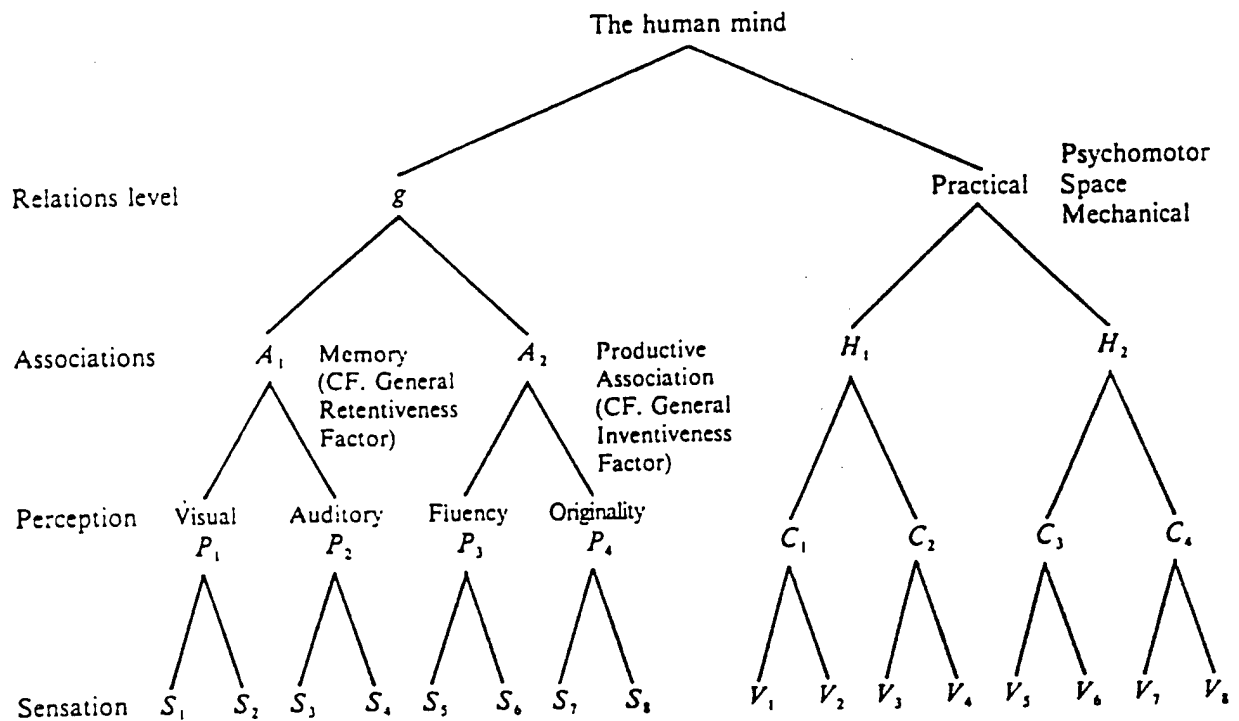 The human mind
Relations level g Practical Psychomotor
Space
Mechanical
Associations A₁ Memory
(CF. General
Retentiveness
Factor) A₂ Productive
Association
(CF. General
Inventiveness
Factor) H₁ H₂
Perception Visual Auditory Fluency Originality
P₁ P₂ P₃ P₄ C₁ C₂ C₃ C₄
Sensation S₁ S₂ S₃ S₄ S₅ S₆ S₇ S₈ V₁ V₂ V₃ V₄ V₅ V₆ V₇ V₈